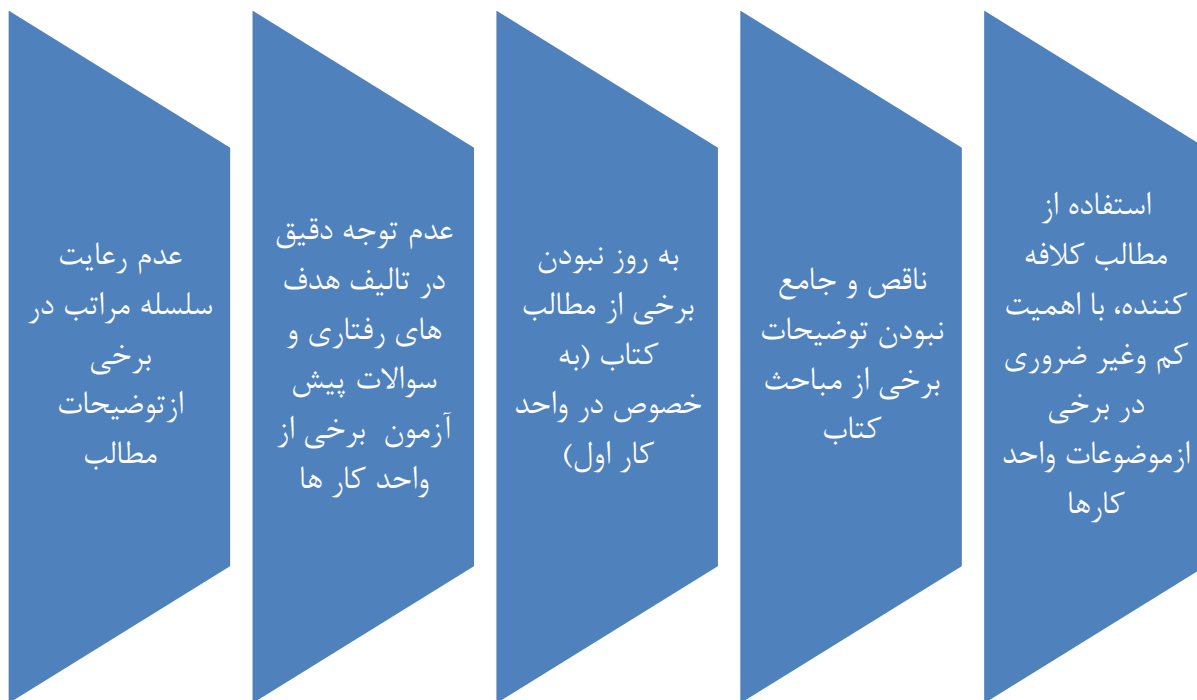 استفاده از
مطالب کلافه
کننده، با اهمیت
کم وغیر ضروری
در برخی
ازموضوعات واحد
کارها
ناقص و جامع
نبودن توضیحات
برخی از مباحث
کتاب
به روز نبودن
برخی از مطالب
کتاب (به
خصوص در واحد
کار اول)
عدم توجه دقیق
در تالیف هدف
های رفتاری و
سوالات پیش
آزمون برخی از
واحد کار ها
عدم رعایت
سلسله مراتب در
برخی
ازتوضیحات
مطالب